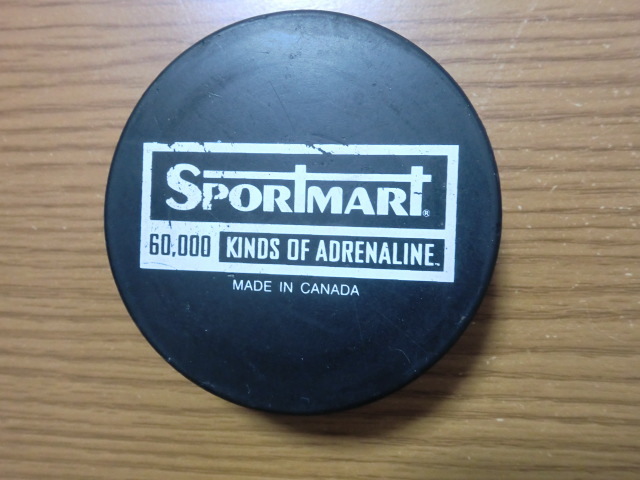 SPORTMART®
60,000 KINDS OF ADRENALINE™
MADE IN CANADA